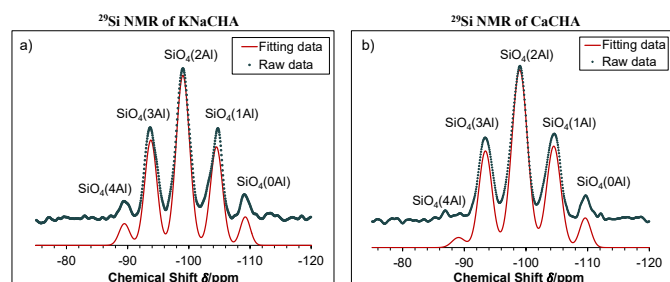 ²⁹Si NMR of KNaCHA
a)
SiO₄(2Al)
Fitting data
Raw data
SiO₄(3Al)
SiO₄(1Al)
SiO₄(4Al)
SiO₄(0Al)
-80 -90 -100 -110 -120
Chemical Shift δ/ppm
²⁹Si NMR of CaCHA
b)
SiO₄(2Al)
Fitting data
Raw data
SiO₄(3Al)
SiO₄(1Al)
SiO₄(4Al)
SiO₄(0Al)
-80 -90 -100 -110 -120
Chemical Shift δ/ppm